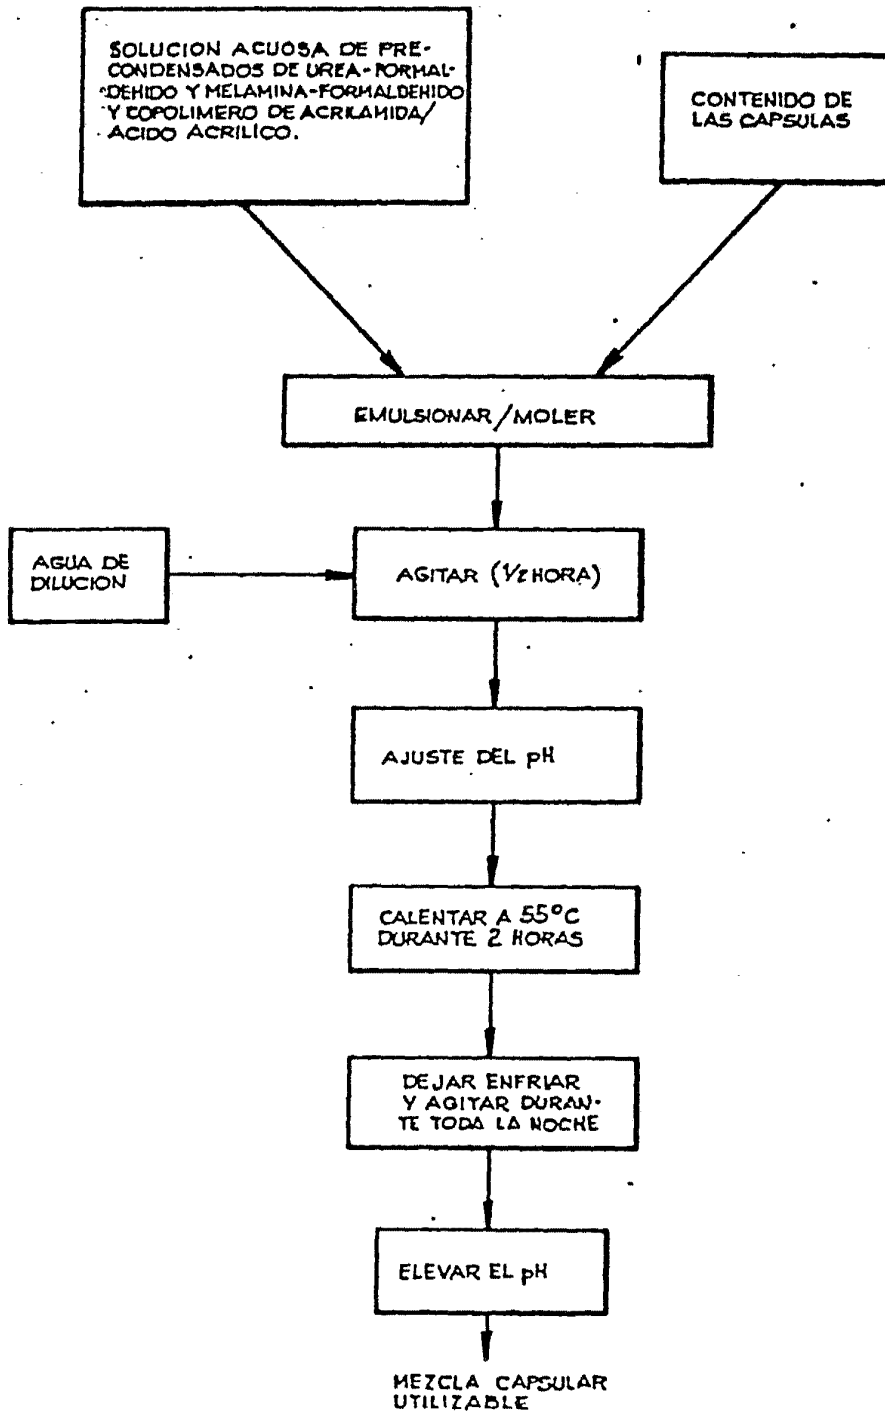 SOLUCION ACUOSA DE PRE-
CONDENSADOS DE UREA-FORMAL-
DEHIDO Y MELAMINA-FORMALDEHIDO
Y COPOLIMERO DE ACRILAMIDA/
ACIDO ACRILÍCO.
CONTENIDO DE
LAS CAPSULAS
EMULSIONAR/MOLER
AGUA DE
DILUCION
AGITAR (1/2 HORA)
AJUSTE DEL pH
CALENTAR A 55°C
DURANTE 2 HORAS
DEJAR ENFRIAR
Y AGITAR DURAN-
TE TODA LA NOCHE
ELEVAR EL pH
MEZCLA CAPSULAR
UTILIZABLE